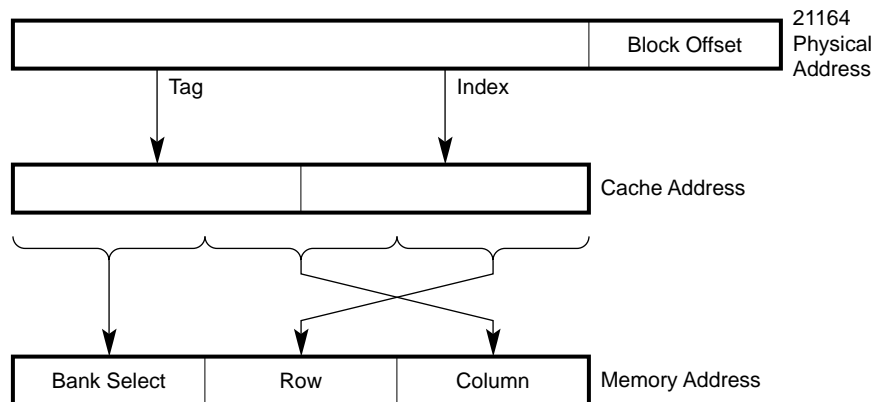 21164
Physical
Address
Block Offset
Tag
Index
Cache Address
Bank Select
Row
Column
Memory Address